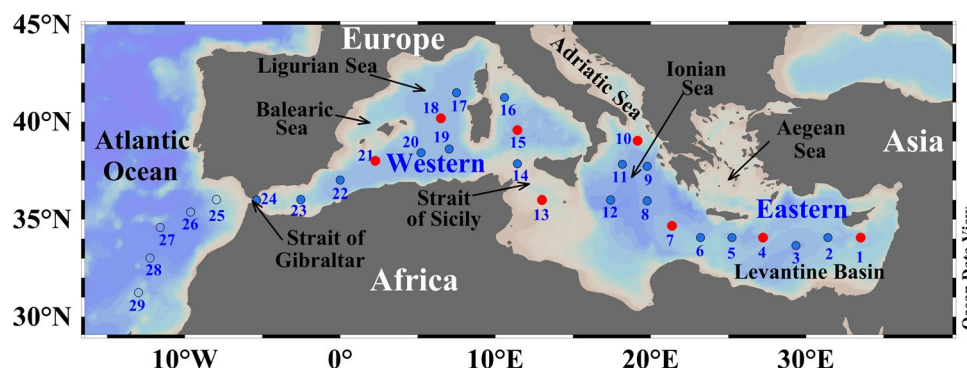 45°N
40°N
35°N
30°N
10°W
0°
10°E
20°E
30°E
Europe
Ligurian Sea
Balearic
Sea
Atlantic
Ocean
Western
Strait of
Gibraltar
Strait
of Sicily
Africa
Adriatic Sea
Ionian
Sea
Aegean
Sea
Asia
Eastern
Levantine Basin
Ocean Data View
1
2
3
4
5
6
7
8
9
10
11
12
13
14
15
16
17
18
19
20
21
22
23
24
25
26
27
28
29